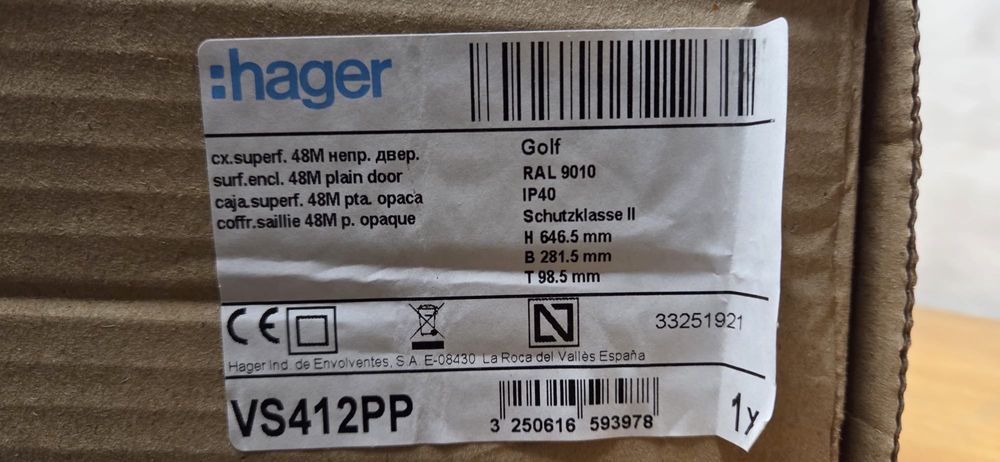 :hager
сх.superf. 48M непр. двер.
surf.encl. 48M plain door
caja.superf. 48M pta. opaca
coffr.saillie 48M p. opaque
Golf
RAL 9010
IP40
Schutzklasse II
H 646.5 mm
B 281.5 mm
T 98.5 mm
CE
N
33251921
Hager Ind. de Envolventes, S.A. E-08430 La Roca del Vallès España
VS412PP
3 250616 593978
1y